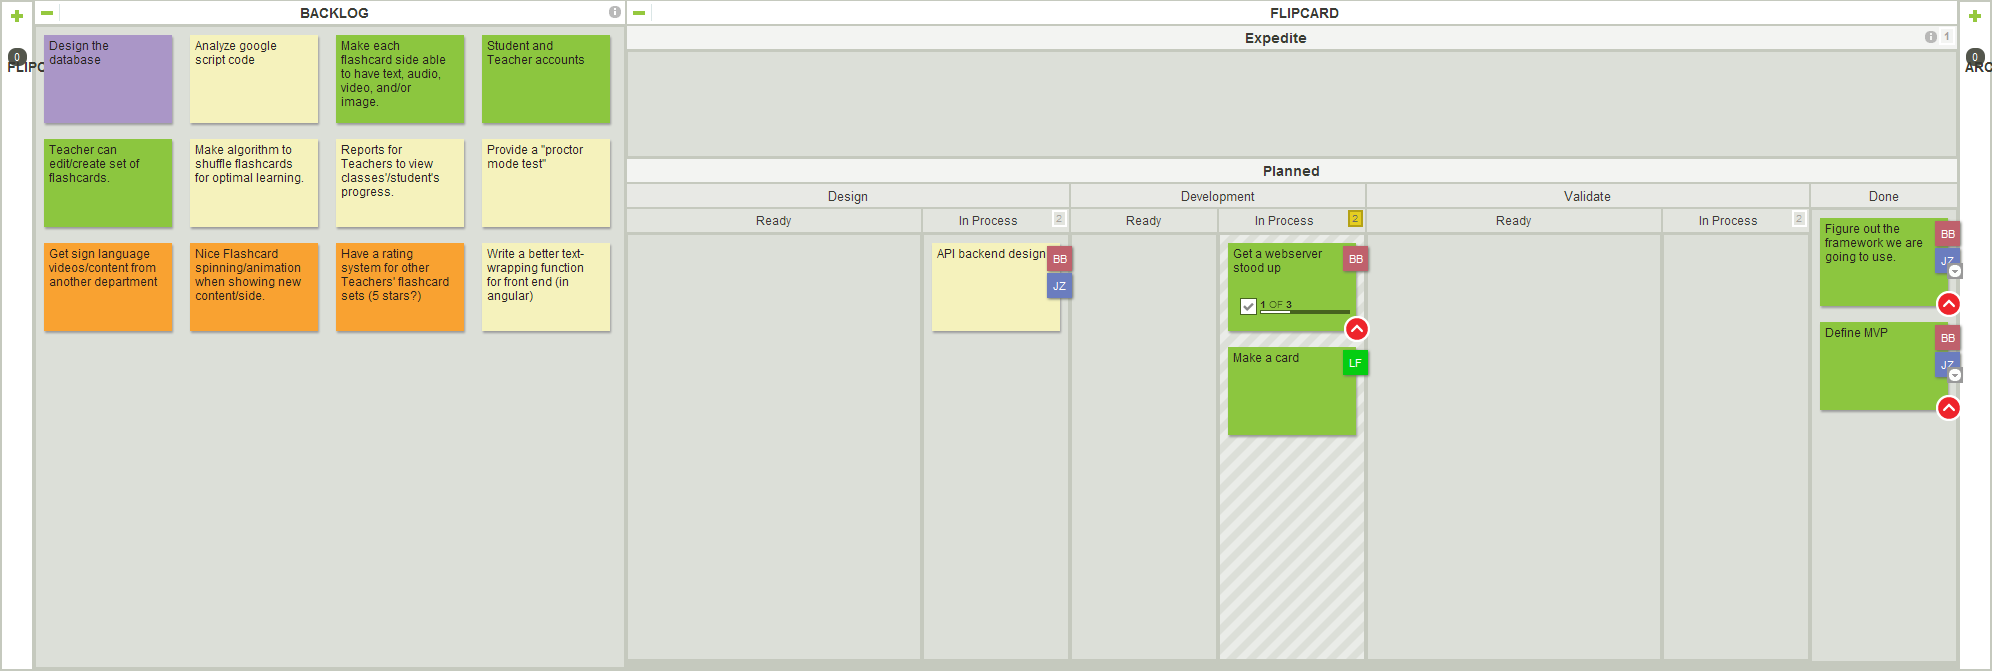 BACKLOG
FLIPCARD
0
FLIPC
Design the
database
Analyze google
script code
Make each
flashcard side able
to have text, audio,
video, and/or
image.
Student and
Teacher accounts
Teacher can
edit/create set of
flashcards.
Make algorithm to
shuffle flashcards
for optimal learning.
Reports for
Teachers to view
classes'/student's
progress.
Provide a "proctor
mode test"
Get sign language
videos/content from
another department
Nice Flashcard
spinning/animation
when showing new
content/side.
Have a rating
system for other
Teachers' flashcard
sets (5 stars?)
Write a better text-
wrapping function
for front end (in
angular)
Expedite
1
Planned
Design
Development
Validate
Done
Ready
In Process
2
Ready
In Process
2
Ready
In Process
2
API backend design
BB
JZ
Get a webserver
stood up
BB
1 OF 3
Make a card
LF
Figure out the
framework we are
going to use.
BB
JZ
Define MVP
BB
JZ
0
ARC